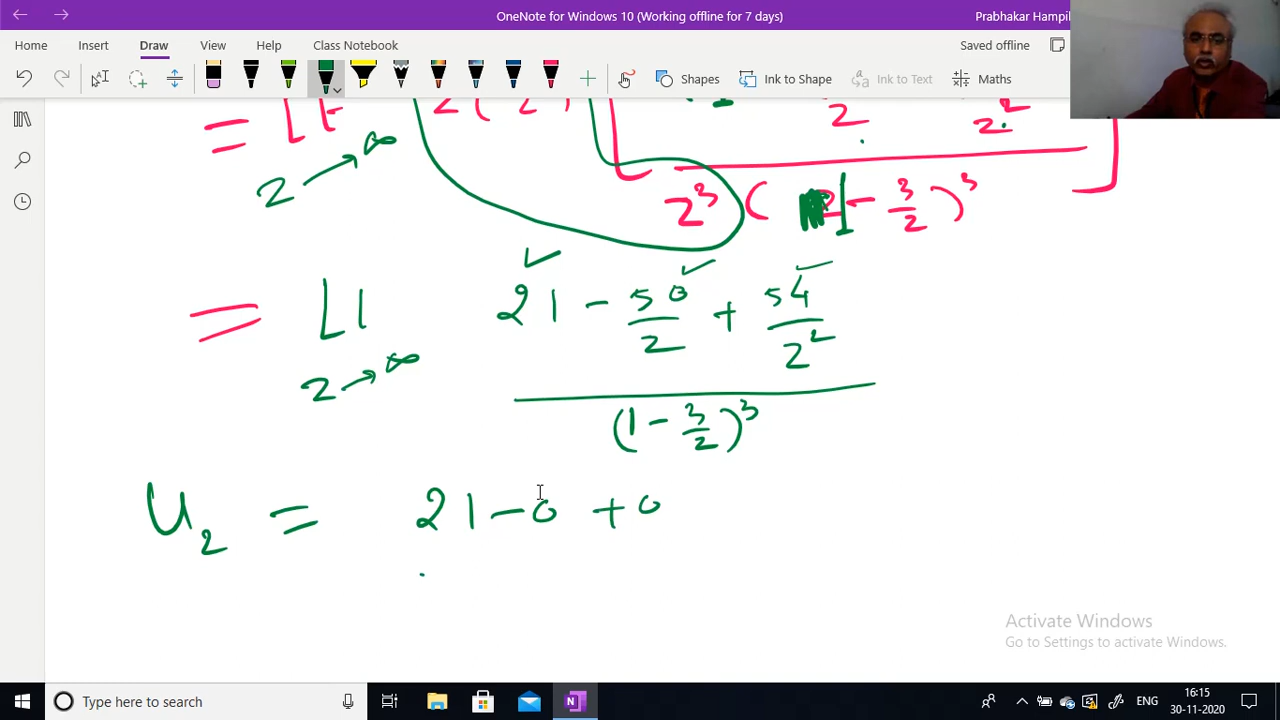 OneNote for Windows 10 (Working offline for 7 days)
Prabhakar Hampil
Home Insert Draw View Help Class Notebook
Saved offline
Shapes Ink to Shape Ink to Text Maths
= Lt
z → ∞
z³ ( 1 - 3/z )³
= Lt 21 - 50/z + 54/z²
z → ∞
(1 - 3/z)³
U₂ = 21 - 0 + 0
Activate Windows
Go to Settings to activate Windows.
Type here to search
ENG
16:15
30-11-2020